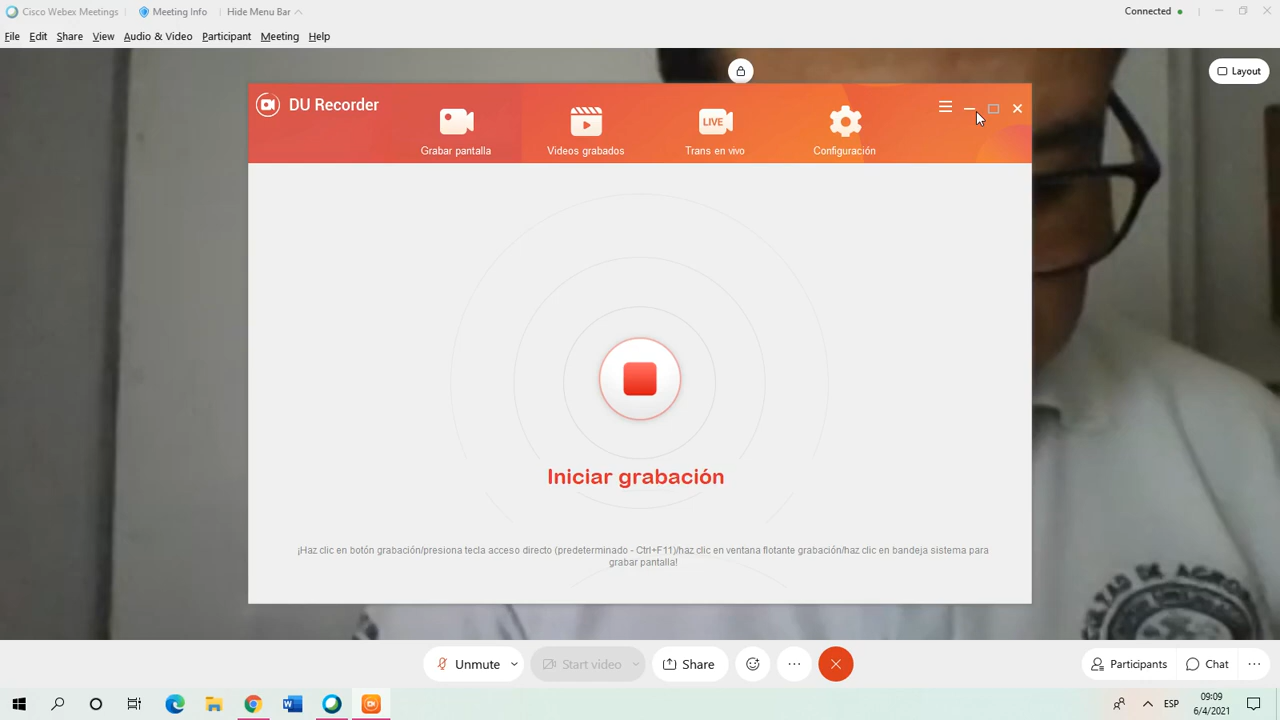 Cisco Webex Meetings
Meeting Info
Hide Menu Bar
Connected
File Edit Share View Audio & Video Participant Meeting Help
Layout
DU Recorder
LIVE
Grabar pantalla
Videos grabados
Trans en vivo
Configuración
Iniciar grabación
¡Haz clic en botón grabación/presiona tecla acceso directo (predeterminado - Ctrl+F11)/haz clic en ventana flotante grabación/haz clic en bandeja sistema para
grabar pantalla!
Unmute
Start video
Share
Participants
Chat
ESP
09:09
6/4/2021